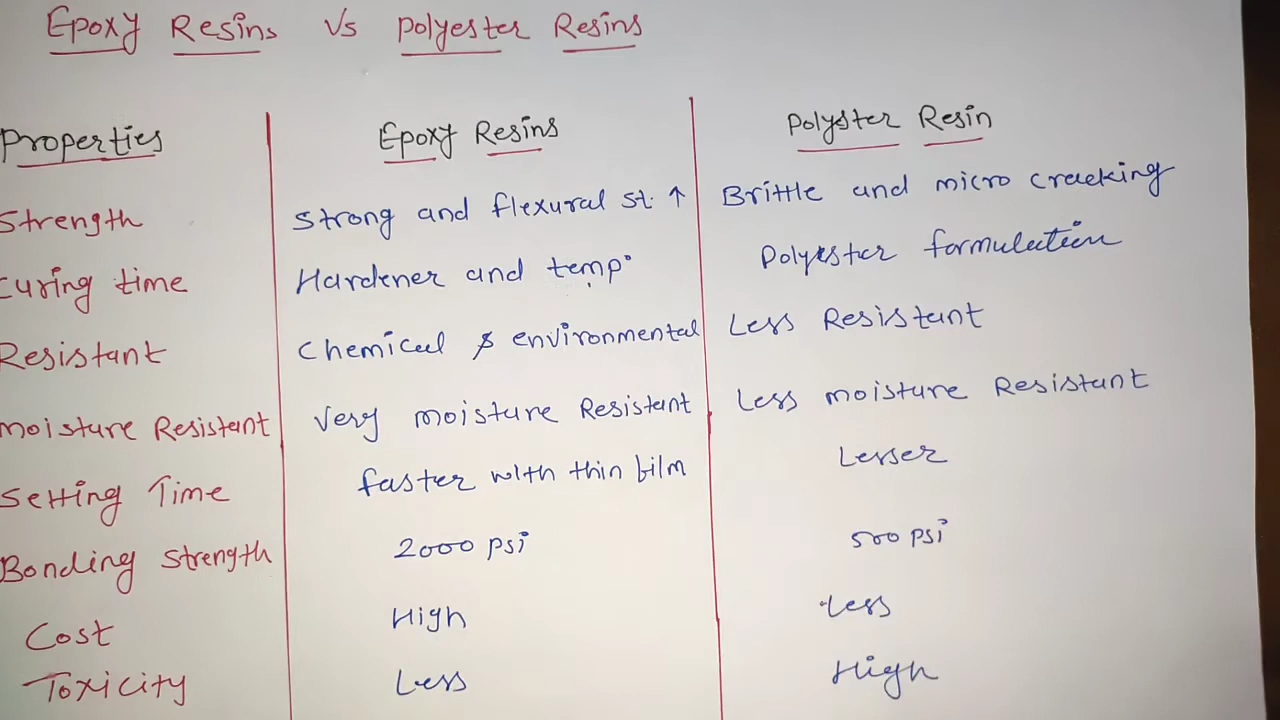 Epoxy Resins vs Polyester Resins
Properties Epoxy Resins Polyster Resin
Strength Strong and flexural st. ↑ Brittle and micro cracking
Curing time Hardener and temp° Polyester formulation
Resistant Chemical & environmental Less Resistant
Moisture Resistant Very moisture Resistant Less moisture Resistant
Setting Time faster with thin film Lesser
Bonding Strength 2000 psi 500 psi
Cost High Less
Toxicity Less High